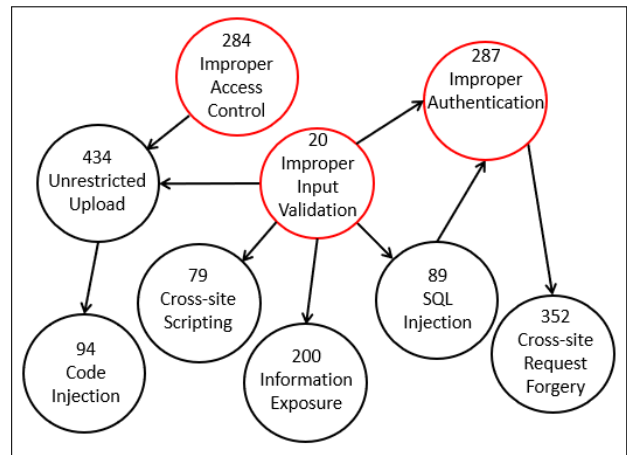 284
Improper
Access
Control
287
Improper
Authentication
20
Improper
Input
Validation
434
Unrestricted
Upload
79
Cross-site
Scripting
89
SQL
Injection
94
Code
Injection
200
Information
Exposure
352
Cross-site
Request
Forgery